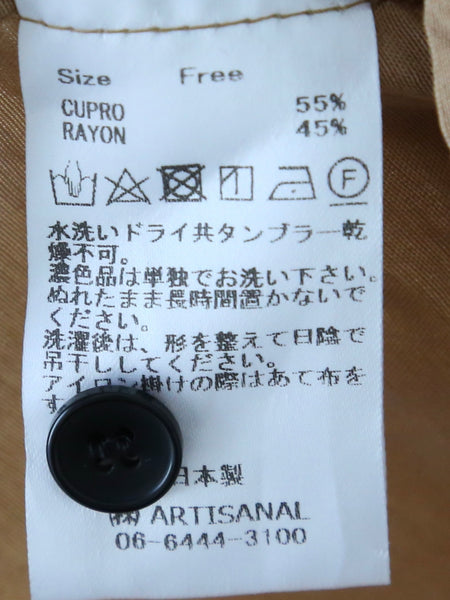 Size Free
CUPRO 55%
RAYON 45%
F
水洗いドライ共タンブラー乾
燥不可。
濃色品は単独でお洗い下さい。
ぬれたまま長時間置かないで
ください。
洗濯後は、形を整えて日陰で
吊干ししてください。
アイロン掛けの際はあて布を
す
日本製
㈱ ARTISANAL
06-6444-3100